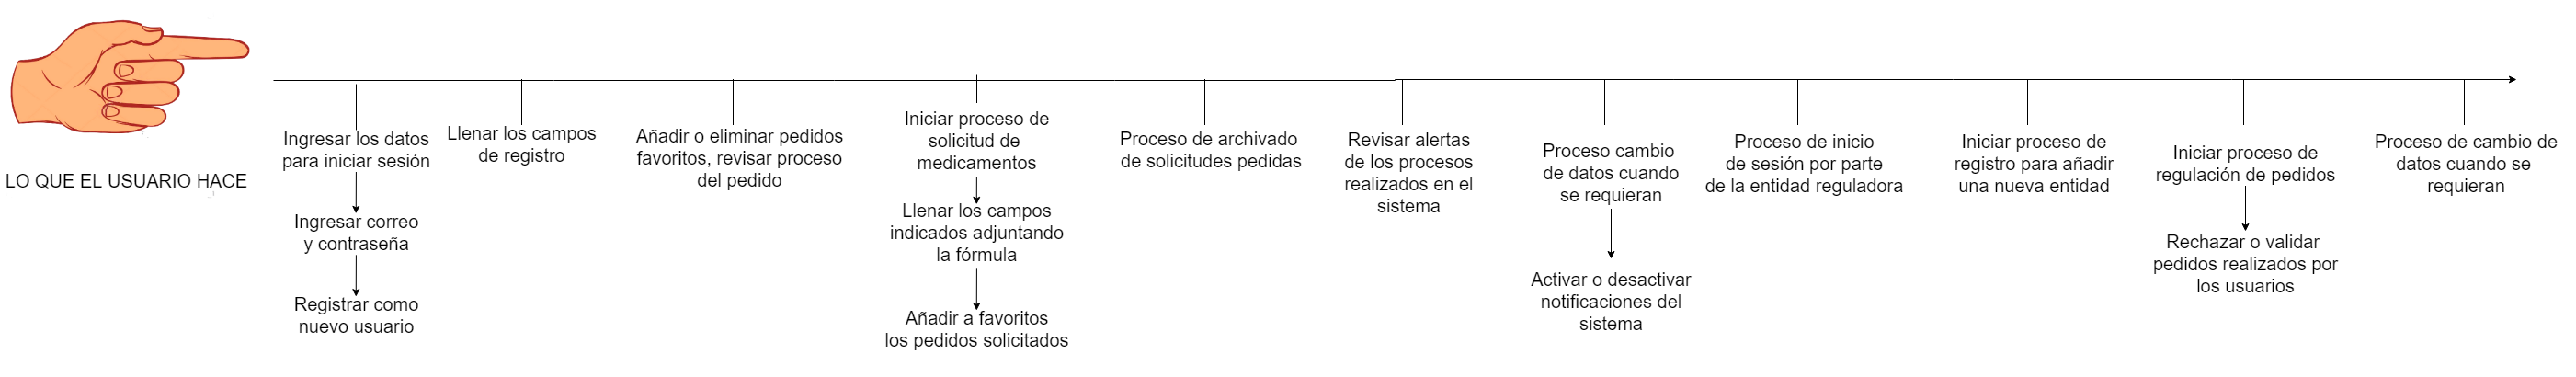 LO QUE EL USUARIO HACE
Ingresar los datos
para iniciar sesión
Ingresar correo
y contraseña
Registrar como
nuevo usuario
Llenar los campos
de registro
Añadir o eliminar pedidos
favoritos, revisar proceso
del pedido
Iniciar proceso de
solicitud de
medicamentos
Llenar los campos
indicados adjuntando
la fórmula
Añadir a favoritos
los pedidos solicitados
Proceso de archivado
de solicitudes pedidas
Revisar alertas
de los procesos
realizados en el
sistema
Proceso cambio
de datos cuando
se requieran
Activar o desactivar
notificaciones del
sistema
Proceso de inicio
de sesión por parte
de la entidad reguladora
Iniciar proceso de
registro para añadir
una nueva entidad
Iniciar proceso de
regulación de pedidos
Rechazar o validar
pedidos realizados por
los usuarios
Proceso de cambio de
datos cuando se
requieran